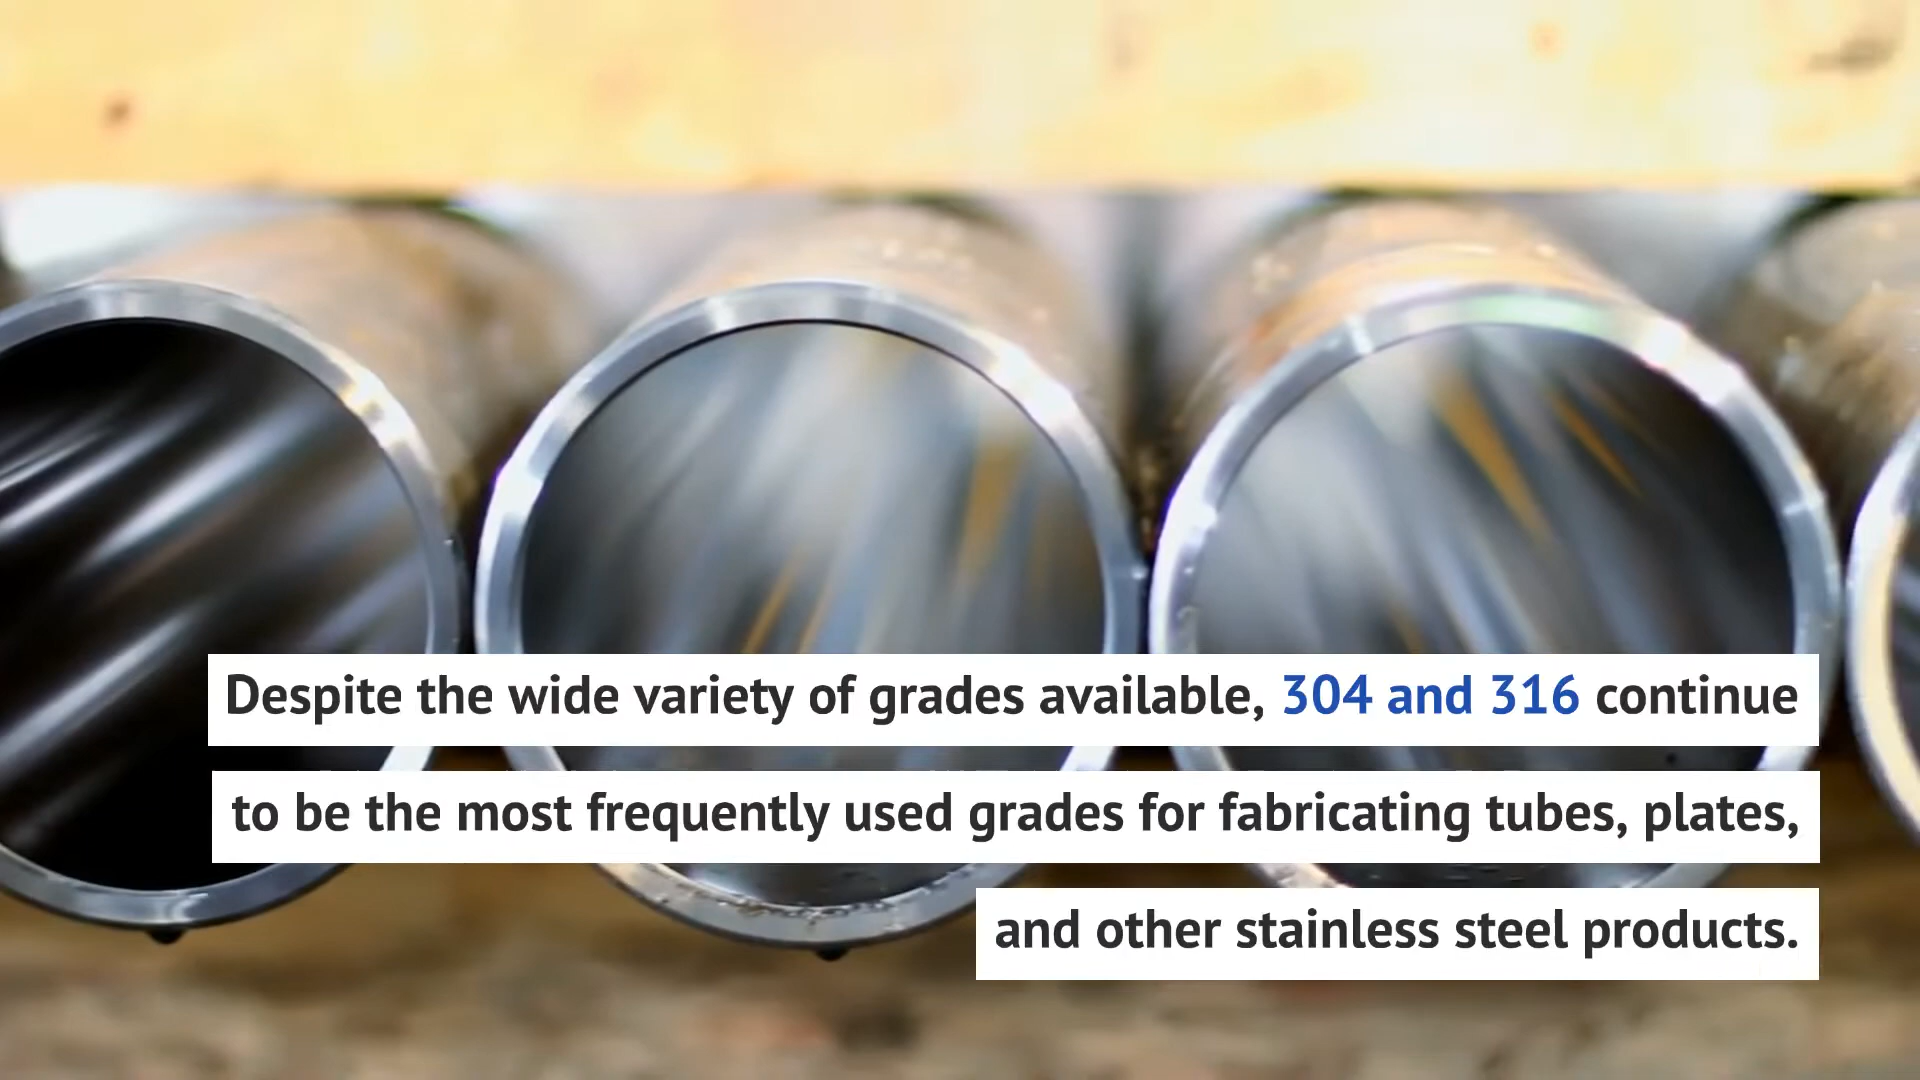 Despite the wide variety of grades available, 304 and 316 continue
to be the most frequently used grades for fabricating tubes, plates,
and other stainless steel products.